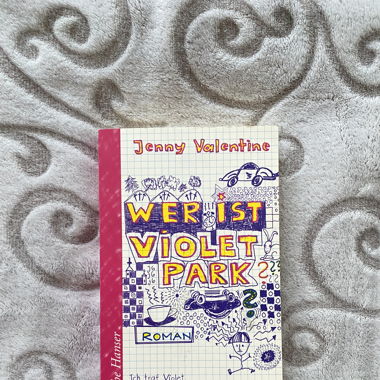 Jenny Valentine
WER IST
VIOLET
PARK?
ROMAN
Ich traf Violet
Hanser